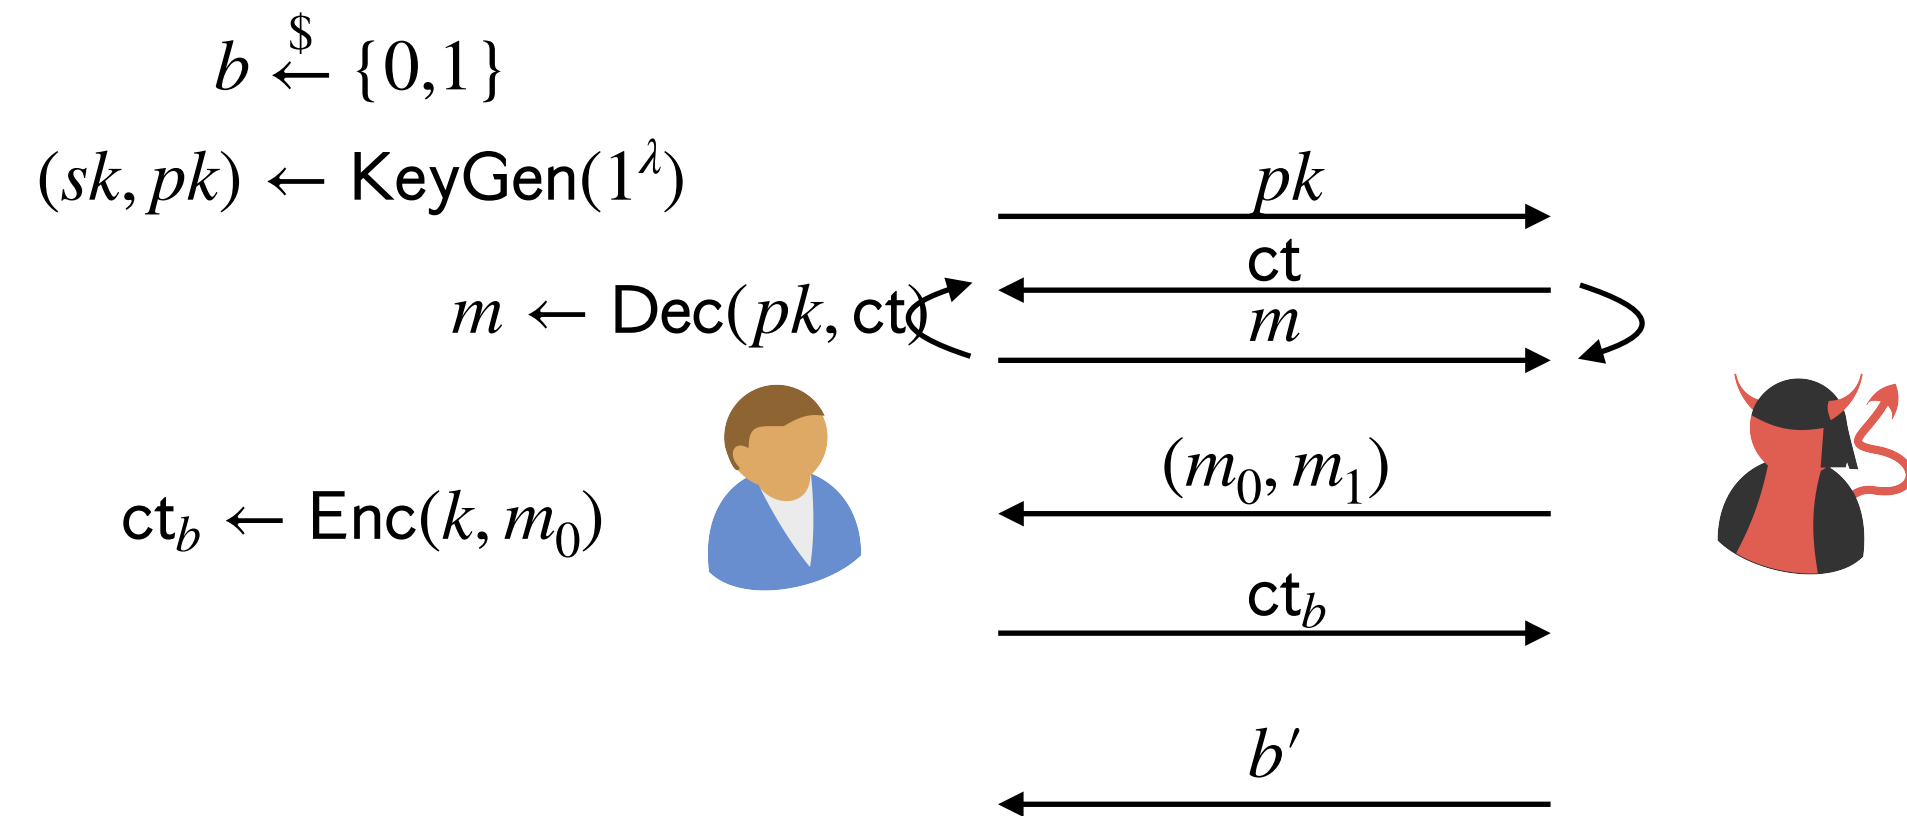 b ←$ {0,1}
(sk, pk) ← KeyGen(1^λ)
pk
ct
m ← Dec(pk, ct)
m
(m_0, m_1)
ct_b ← Enc(k, m_0)
ct_b
b′